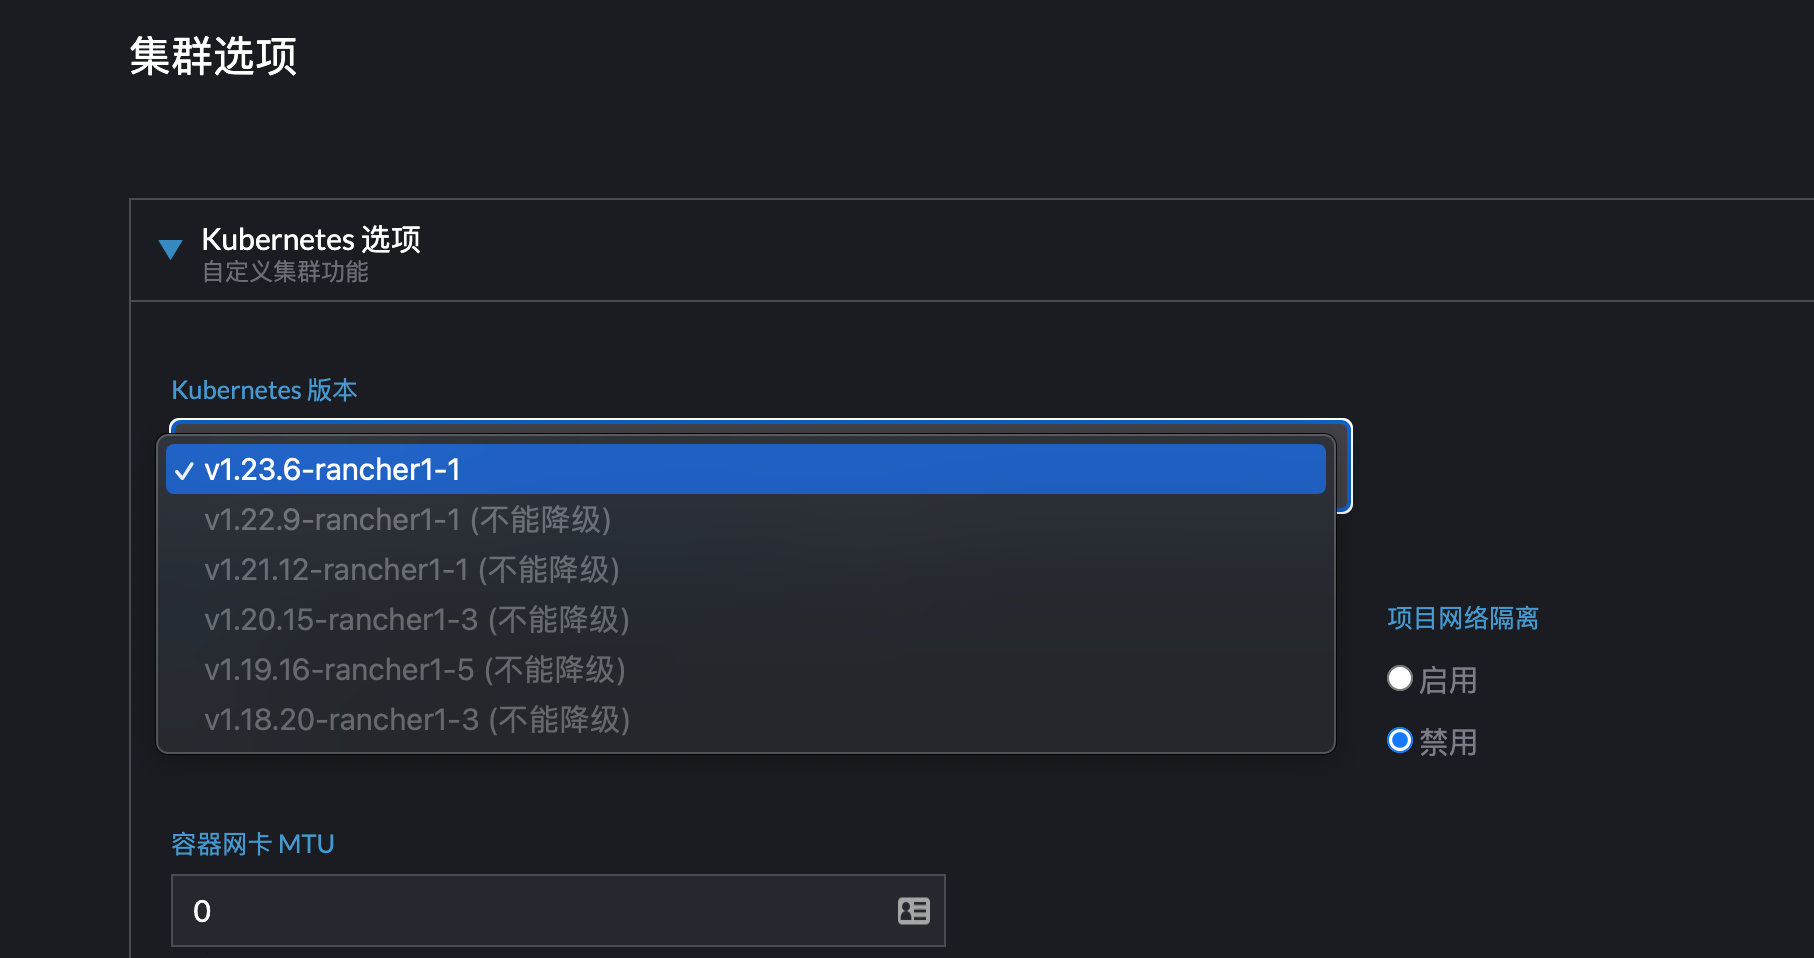 集群选项
Kubernetes 选项
自定义集群功能
Kubernetes 版本
v1.23.6-rancher1-1
v1.22.9-rancher1-1 (不能降级)
v1.21.12-rancher1-1 (不能降级)
v1.20.15-rancher1-3 (不能降级)
v1.19.16-rancher1-5 (不能降级)
v1.18.20-rancher1-3 (不能降级)
项目网络隔离
启用
禁用
容器网卡 MTU
0